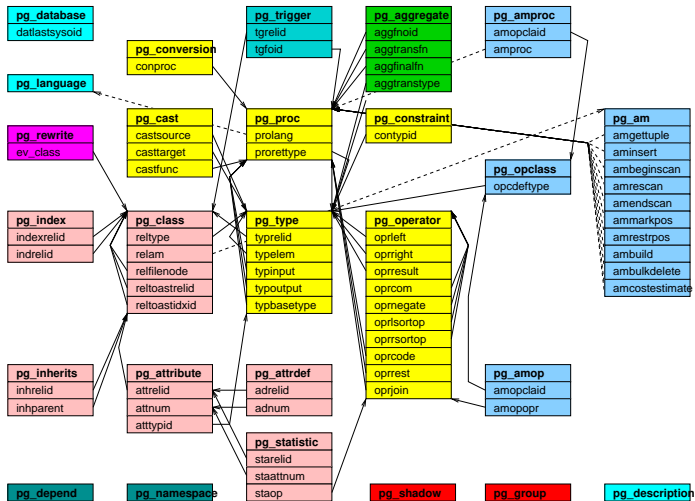 pg_database
datlastsysoid
pg_conversion
conproc
pg_trigger
tgrelid
tgfoid
pg_aggregate
aggfnoid
aggtransfn
aggfinalfn
aggtranstype
pg_amproc
amopclaid
amproc
pg_language
pg_rewrite
ev_class
pg_cast
castsource
casttarget
castfunc
pg_proc
prolang
prorettype
pg_constraint
contypid
pg_opclass
opcdeftype
pg_am
amgettuple
aminsert
ambeginscan
amrescan
amendscan
ammarkpos
amrestrpos
ambuild
ambulkdelete
amcostestimate
pg_index
indexrelid
indrelid
pg_class
reltype
relam
relfilenode
reltoastrelid
reltoastidxid
pg_type
typrelid
typelem
typinput
typoutput
typbasetype
pg_operator
oprleft
oprright
oprresult
oprcom
oprnegate
oprlsortop
oprrsortop
oprcode
oprrest
oprjoin
pg_inherits
inhrelid
inhparent
pg_attribute
attrelid
attnum
atttypid
pg_attrdef
adrelid
adnum
pg_amop
amopclaid
amopopr
pg_statistic
starelid
staattnum
staop
pg_depend
pg_namespace
pg_shadow
pg_group
pg_description